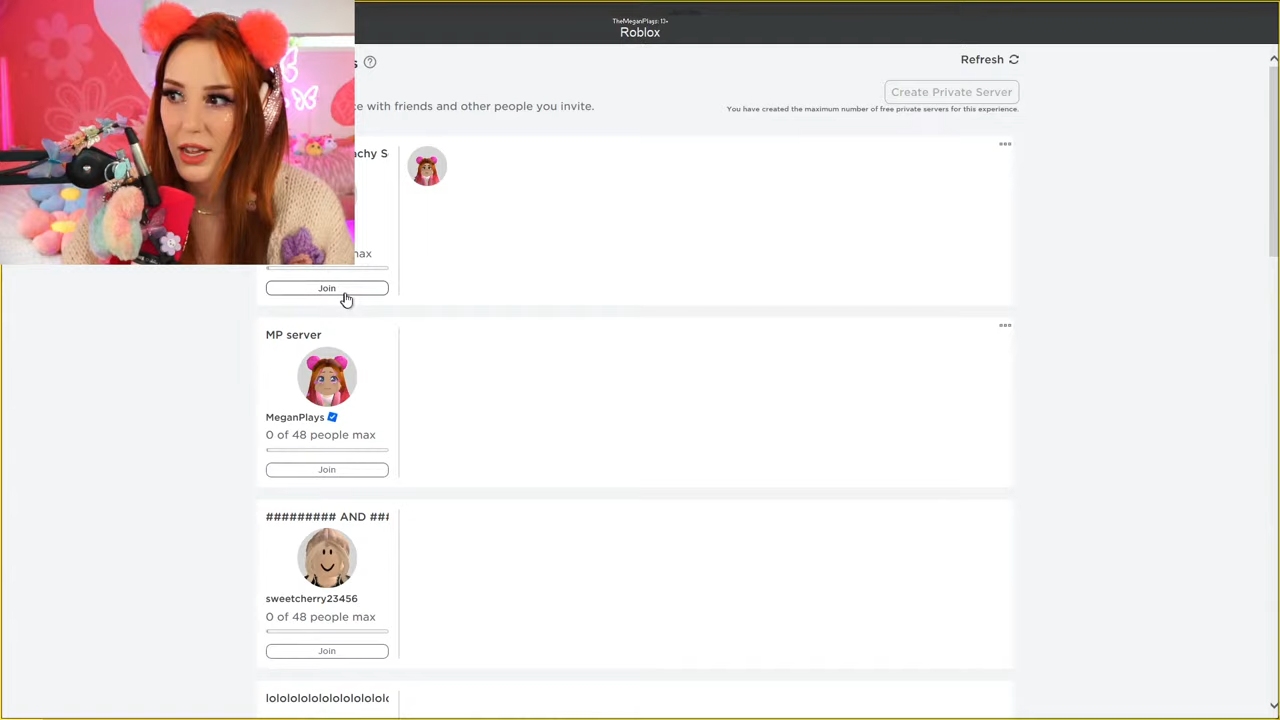 TheMeganPlays: 13+
Roblox
s
Refresh
ce with friends and other people you invite.
Create Private Server
You have created the maximum number of free private servers for this experience.
achy S
max
Join
MP server
MeganPlays
0 of 48 people max
Join
######### AND ###
sweetcherry23456
0 of 48 people max
Join
lolololololololololo